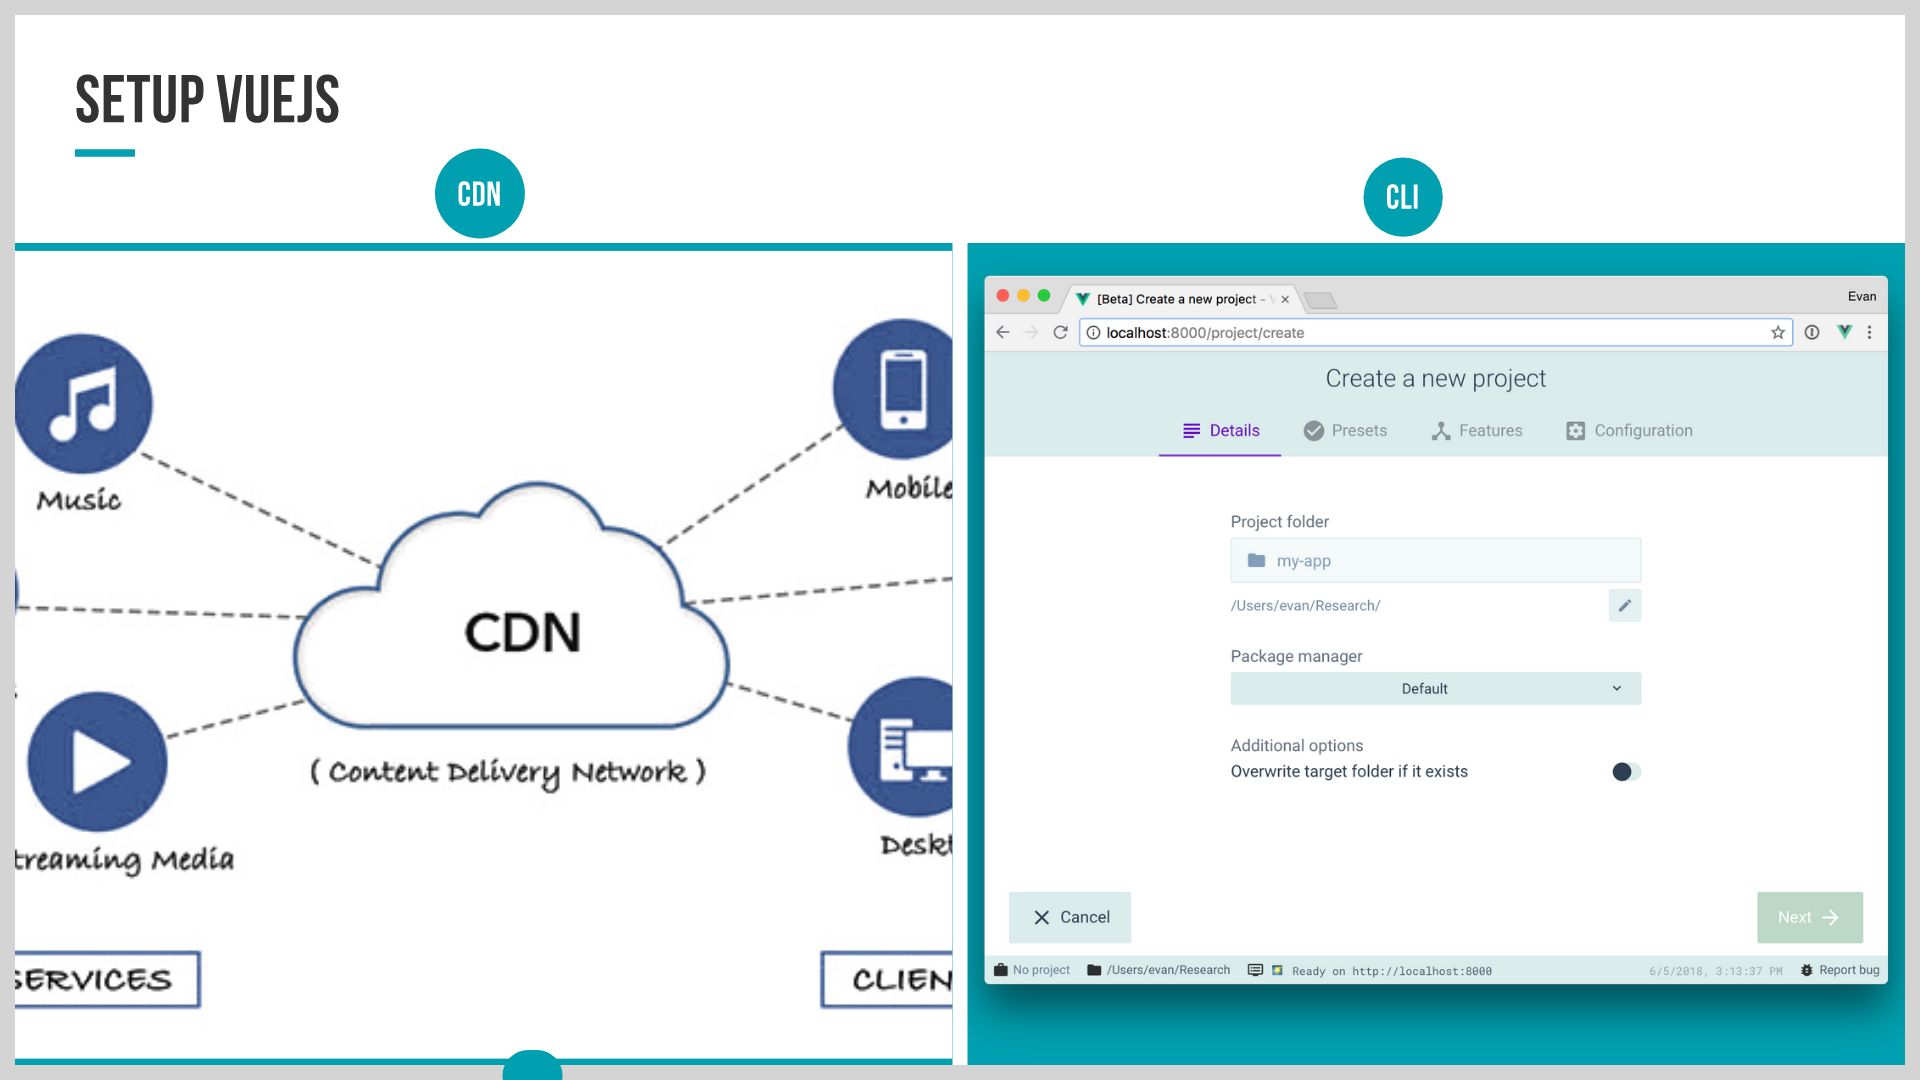 SETUP VUEJS
CDN
CLI
Music
Mobile
CDN
( Content Delivery Network )
treaming Media
Deskt
SERVICES
CLIEN
[Beta] Create a new project -
Evan
localhost:8000/project/create
Create a new project
Details
Presets
Features
Configuration
Project folder
my-app
/Users/evan/Research/
Package manager
Default
Additional options
Overwrite target folder if it exists
Cancel
Next
No project
/Users/evan/Research
Ready on http://localhost:8000
6/5/2018, 3:13:37 PM
Report bug